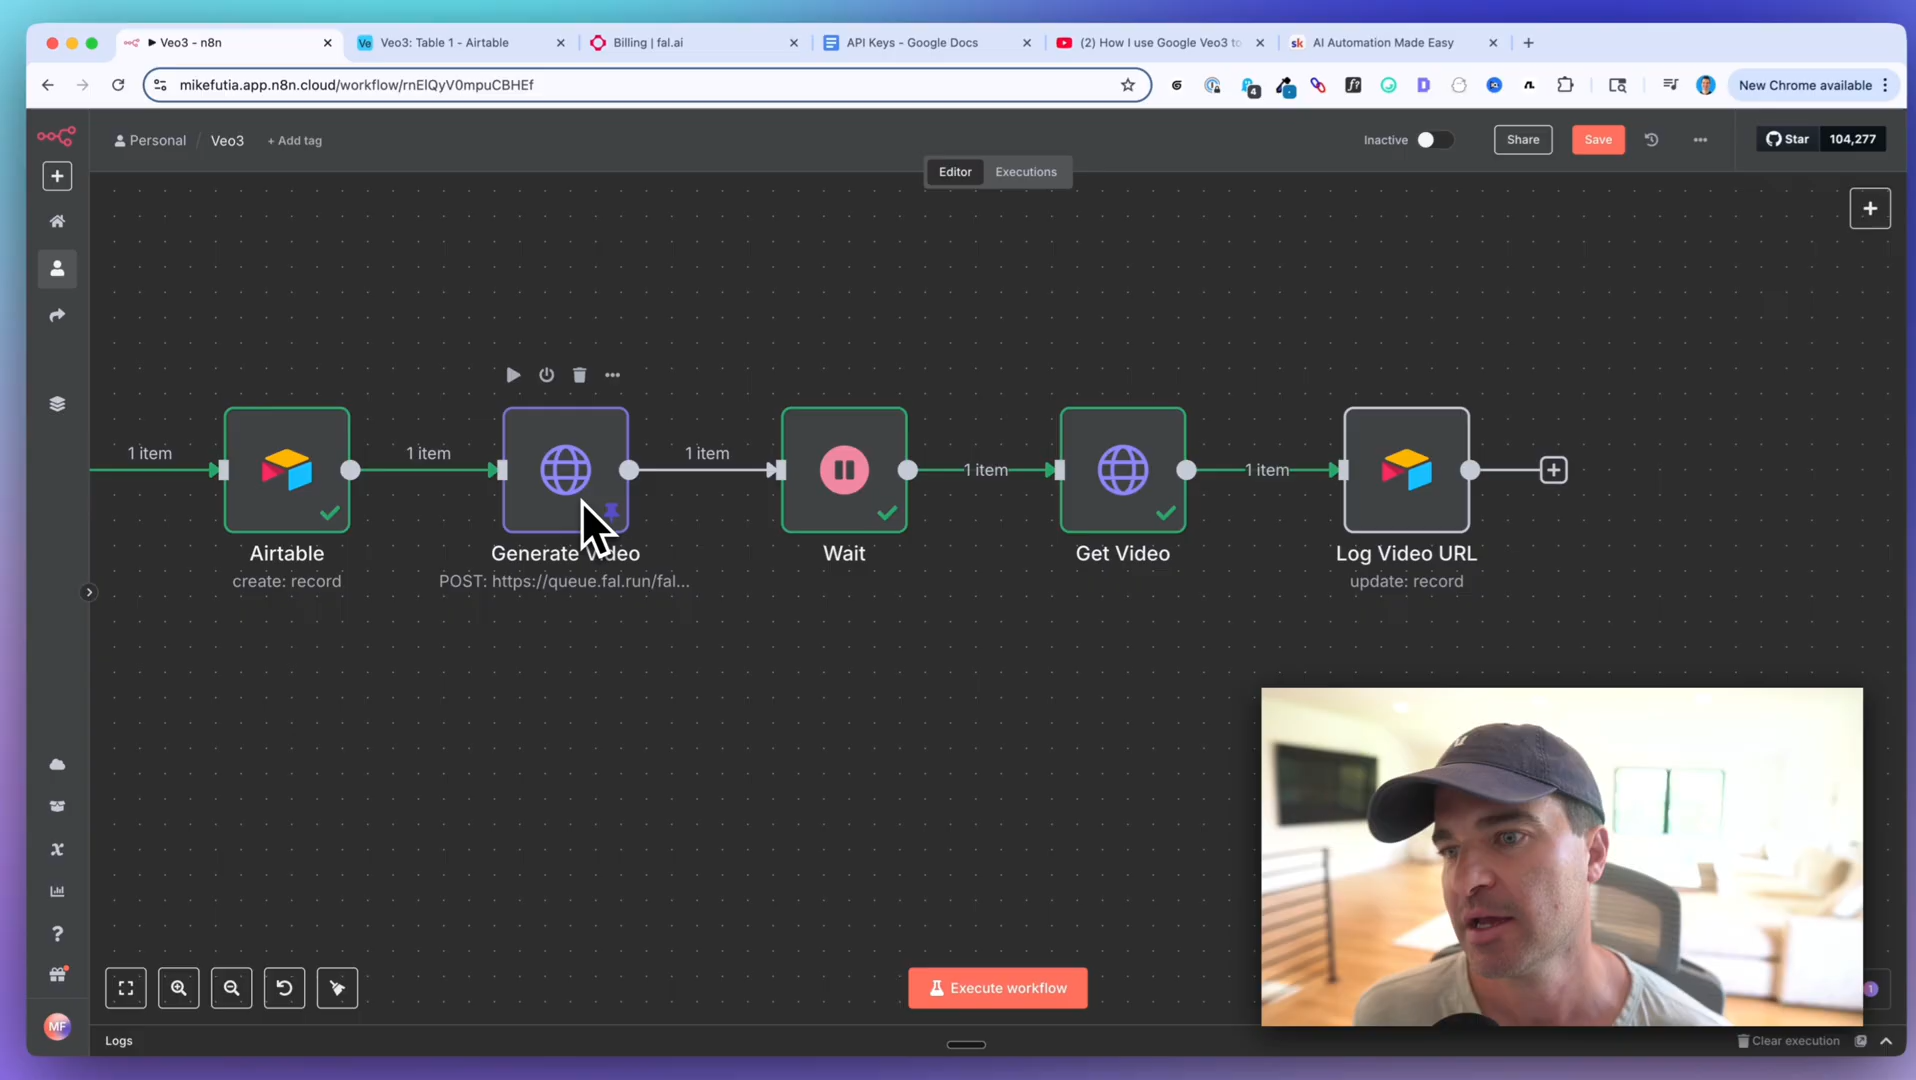 Veo3 - n8n
Veo3: Table 1 - Airtable
Billing | fal.ai
API Keys - Google Docs
(2) How I use Google Veo3 to
AI Automation Made Easy
mikefutia.app.n8n.cloud/workflow/rnElQyV0mpuCBHEf
4
New Chrome available
Personal / Veo3 + Add tag
Inactive
Share
Save
Star 104,277
Editor
Executions
1 item
1 item
1 item
1 item
1 item
Airtable
create: record
Generate Video
POST: https://queue.fal.run/fal...
Wait
Get Video
Log Video URL
update: record
Execute workflow
1
MF
Logs
Clear execution